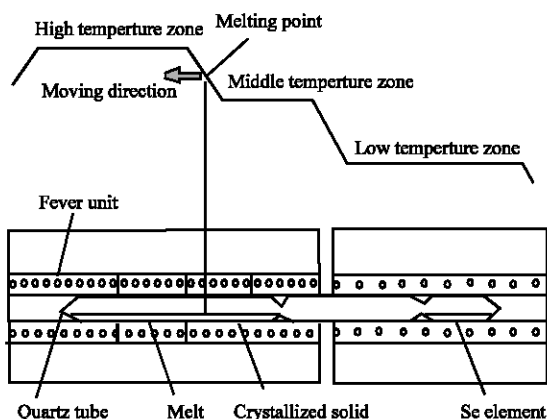 High temperture zone
Melting point
Moving direction
Middle temperture zone
Low temperture zone
Fever unit
Quartz tube
Melt
Crystallized solid
Se element